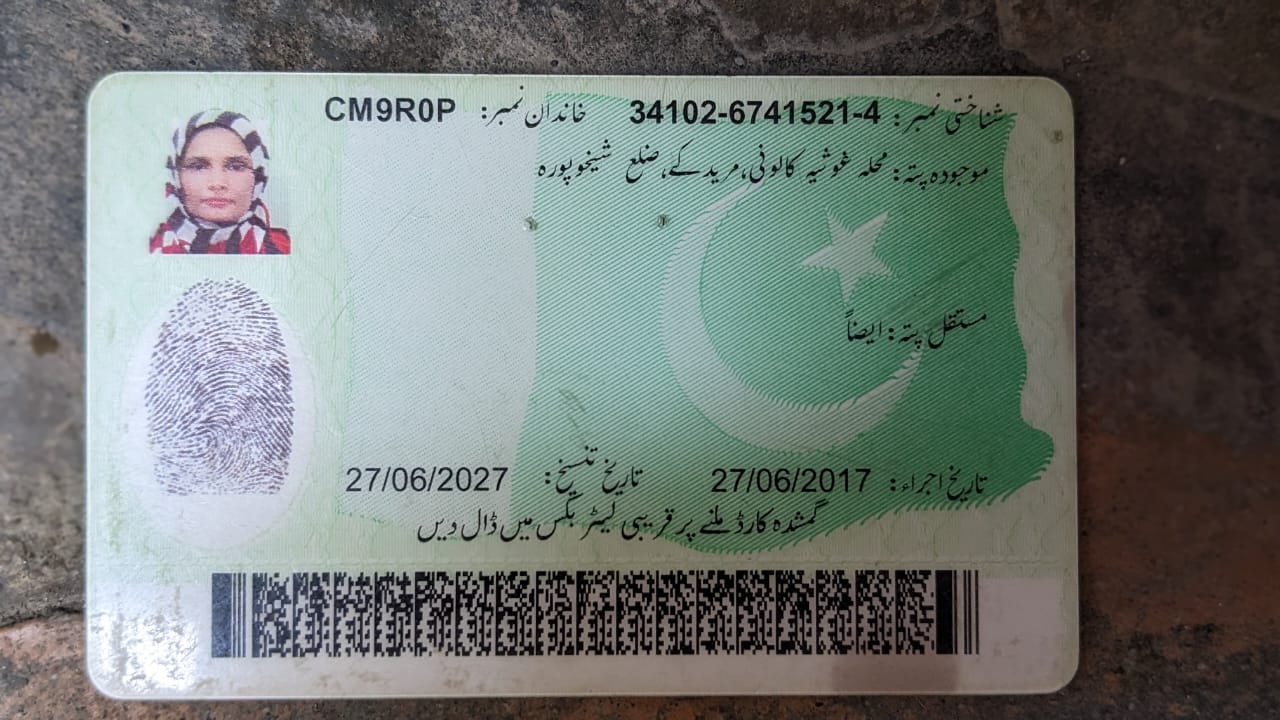 شناختی نمبر: 34102-6741521-4 خاندان نمبر: CM9R0P
موجودہ پتہ: محلہ غوثیہ کالونی، مریدکے، ضلع شیخوپورہ
مستقل پتہ: ایضاً
تاریخ اجراء: 27/06/2017 تاریخ تنسیخ: 27/06/2027
گمشدہ کارڈ ملنے پر قریبی لیٹر بکس میں ڈال دیں